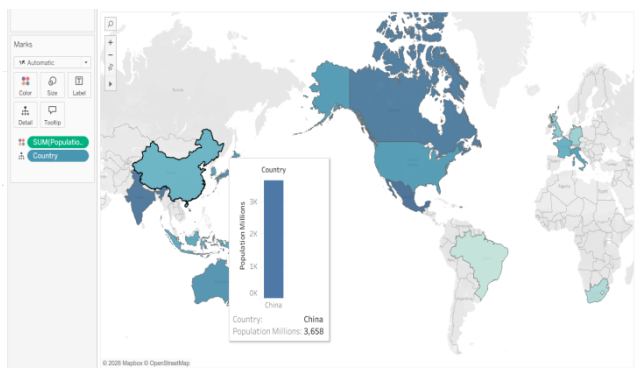 Marks
Automatic
Color Size Label
Detail Tooltip
SUM(Populatio..
Country
Country
Population Millions
3K
2K
1K
0K
China
Country: China
Population Millions: 3,658
© 2026 Mapbox © OpenStreetMap